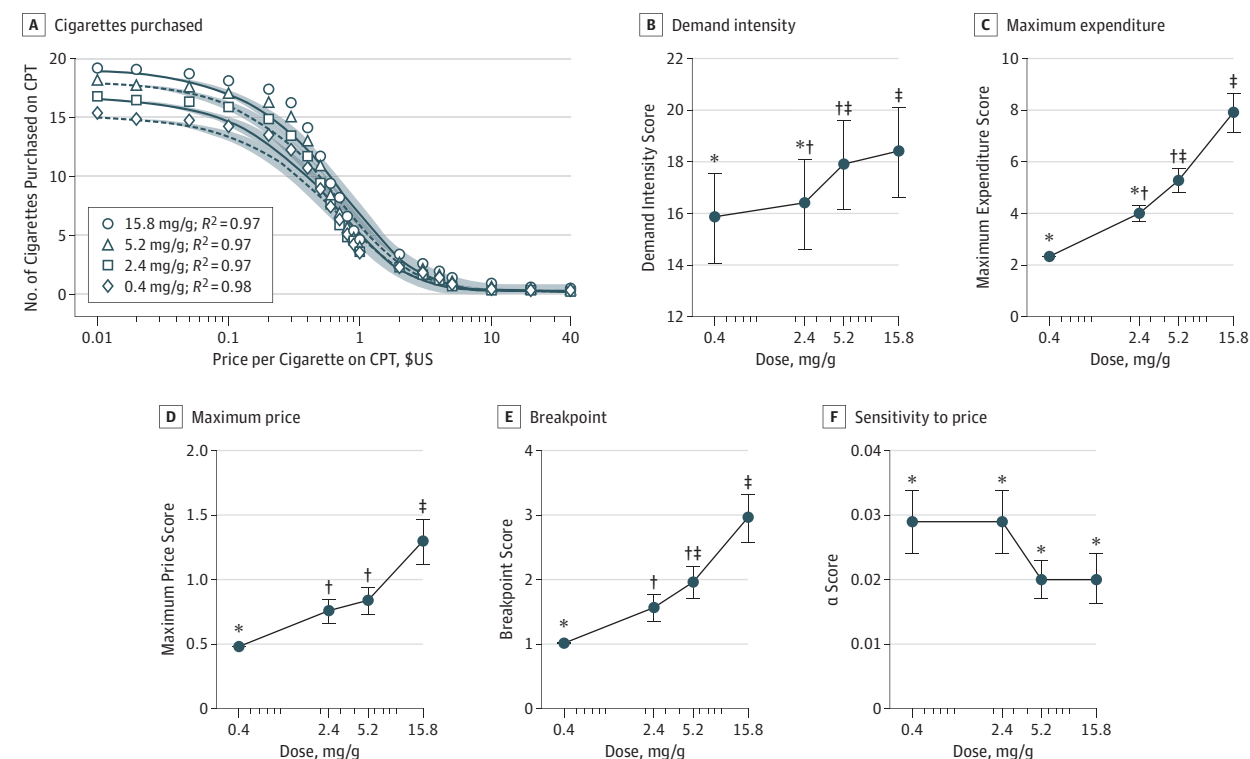 A Cigarettes purchased
No. of Cigarettes Purchased on CPT
20
15
10
5
0
15.8 mg/g; R²=0.97
5.2 mg/g; R²=0.97
2.4 mg/g; R²=0.97
0.4 mg/g; R²=0.98
0.01 0.1 1 10 40
Price per Cigarette on CPT, $US
B Demand intensity
Demand Intensity Score
22
20
18
16
14
12
* *† †‡ ‡
0.4 2.4 5.2 15.8
Dose, mg/g
C Maximum expenditure
Maximum Expenditure Score
10
8
6
4
2
0
* *† †‡ ‡
0.4 2.4 5.2 15.8
Dose, mg/g
D Maximum price
Maximum Price Score
2.0
1.5
1.0
0.5
0
* † † ‡
0.4 2.4 5.2 15.8
Dose, mg/g
E Breakpoint
Breakpoint Score
4
3
2
1
0
* † †‡ ‡
0.4 2.4 5.2 15.8
Dose, mg/g
F Sensitivity to price
α Score
0.04
0.03
0.02
0.01
0
* * * *
0.4 2.4 5.2 15.8
Dose, mg/g